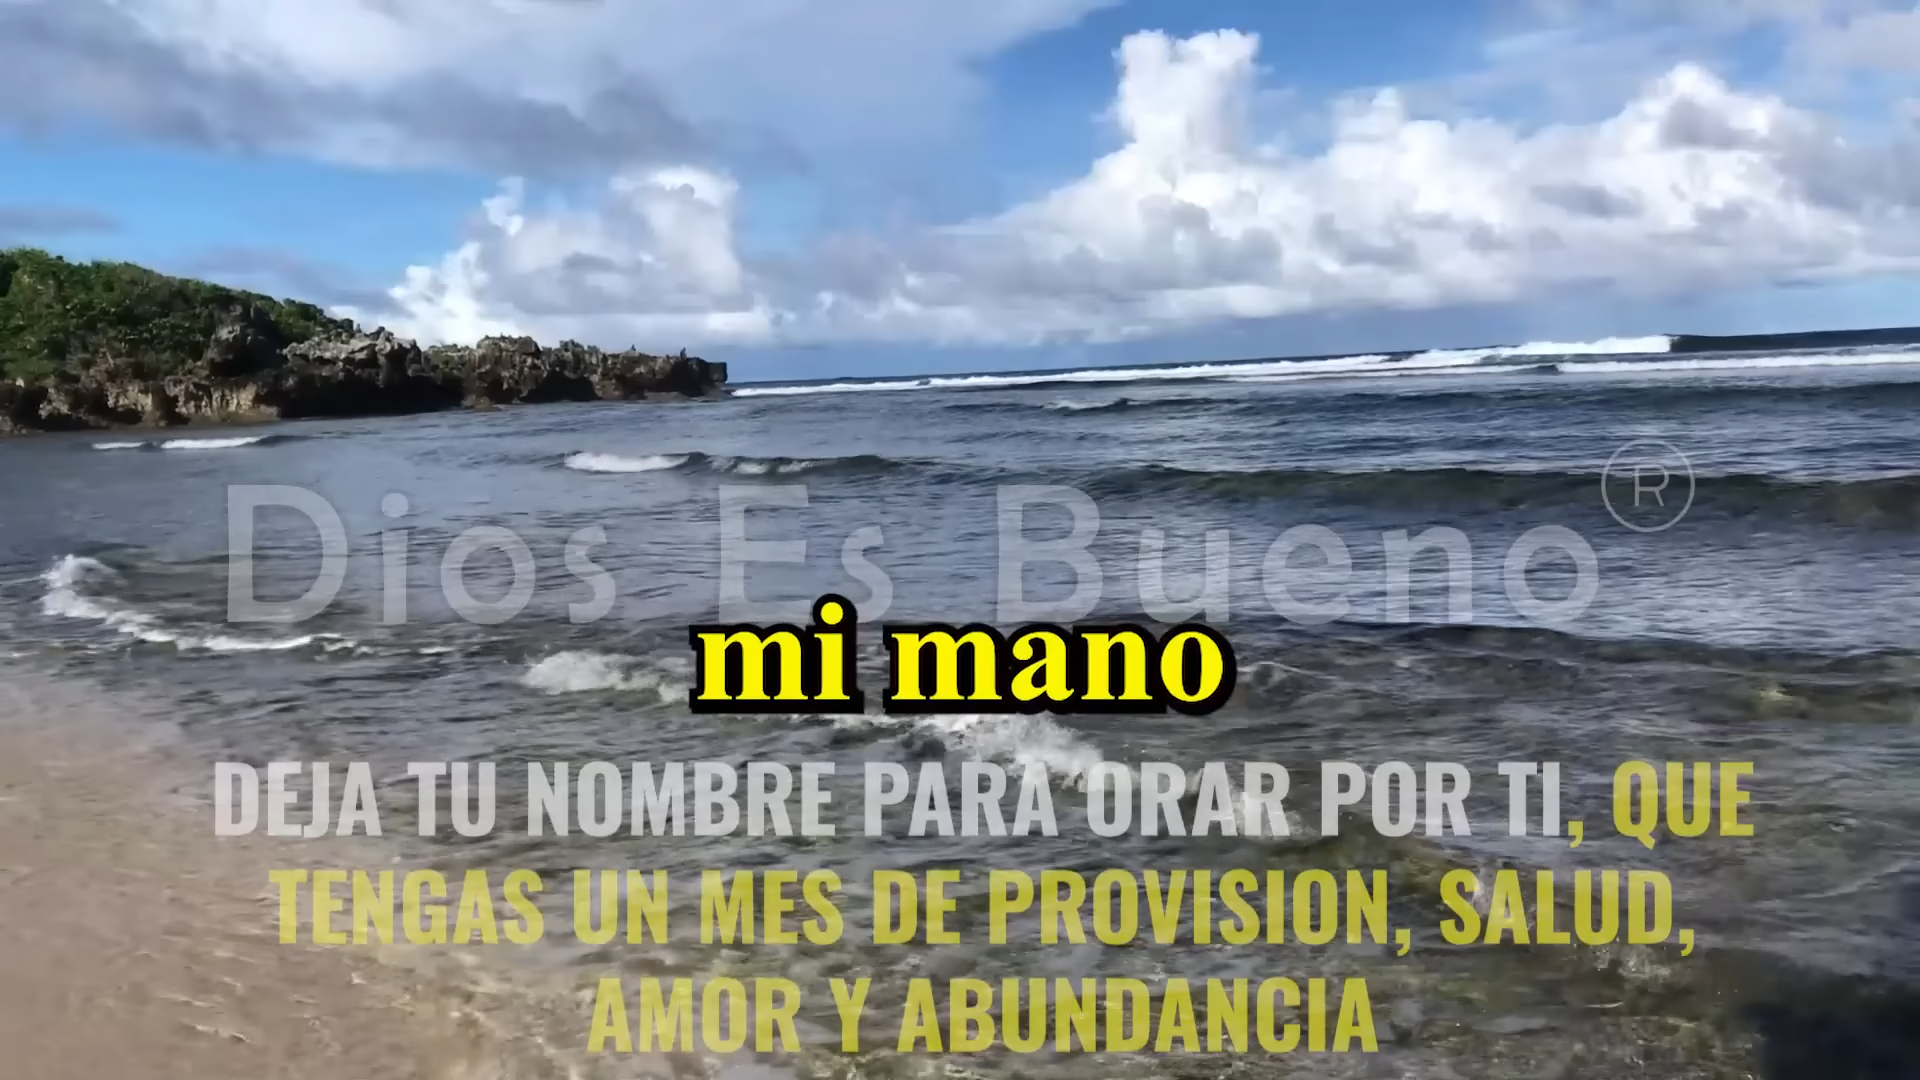 Dios Es Bueno®
mi mano
DEJA TU NOMBRE PARA ORAR POR TI, QUE
TENGAS UN MES DE PROVISION, SALUD,
AMOR Y ABUNDANCIA